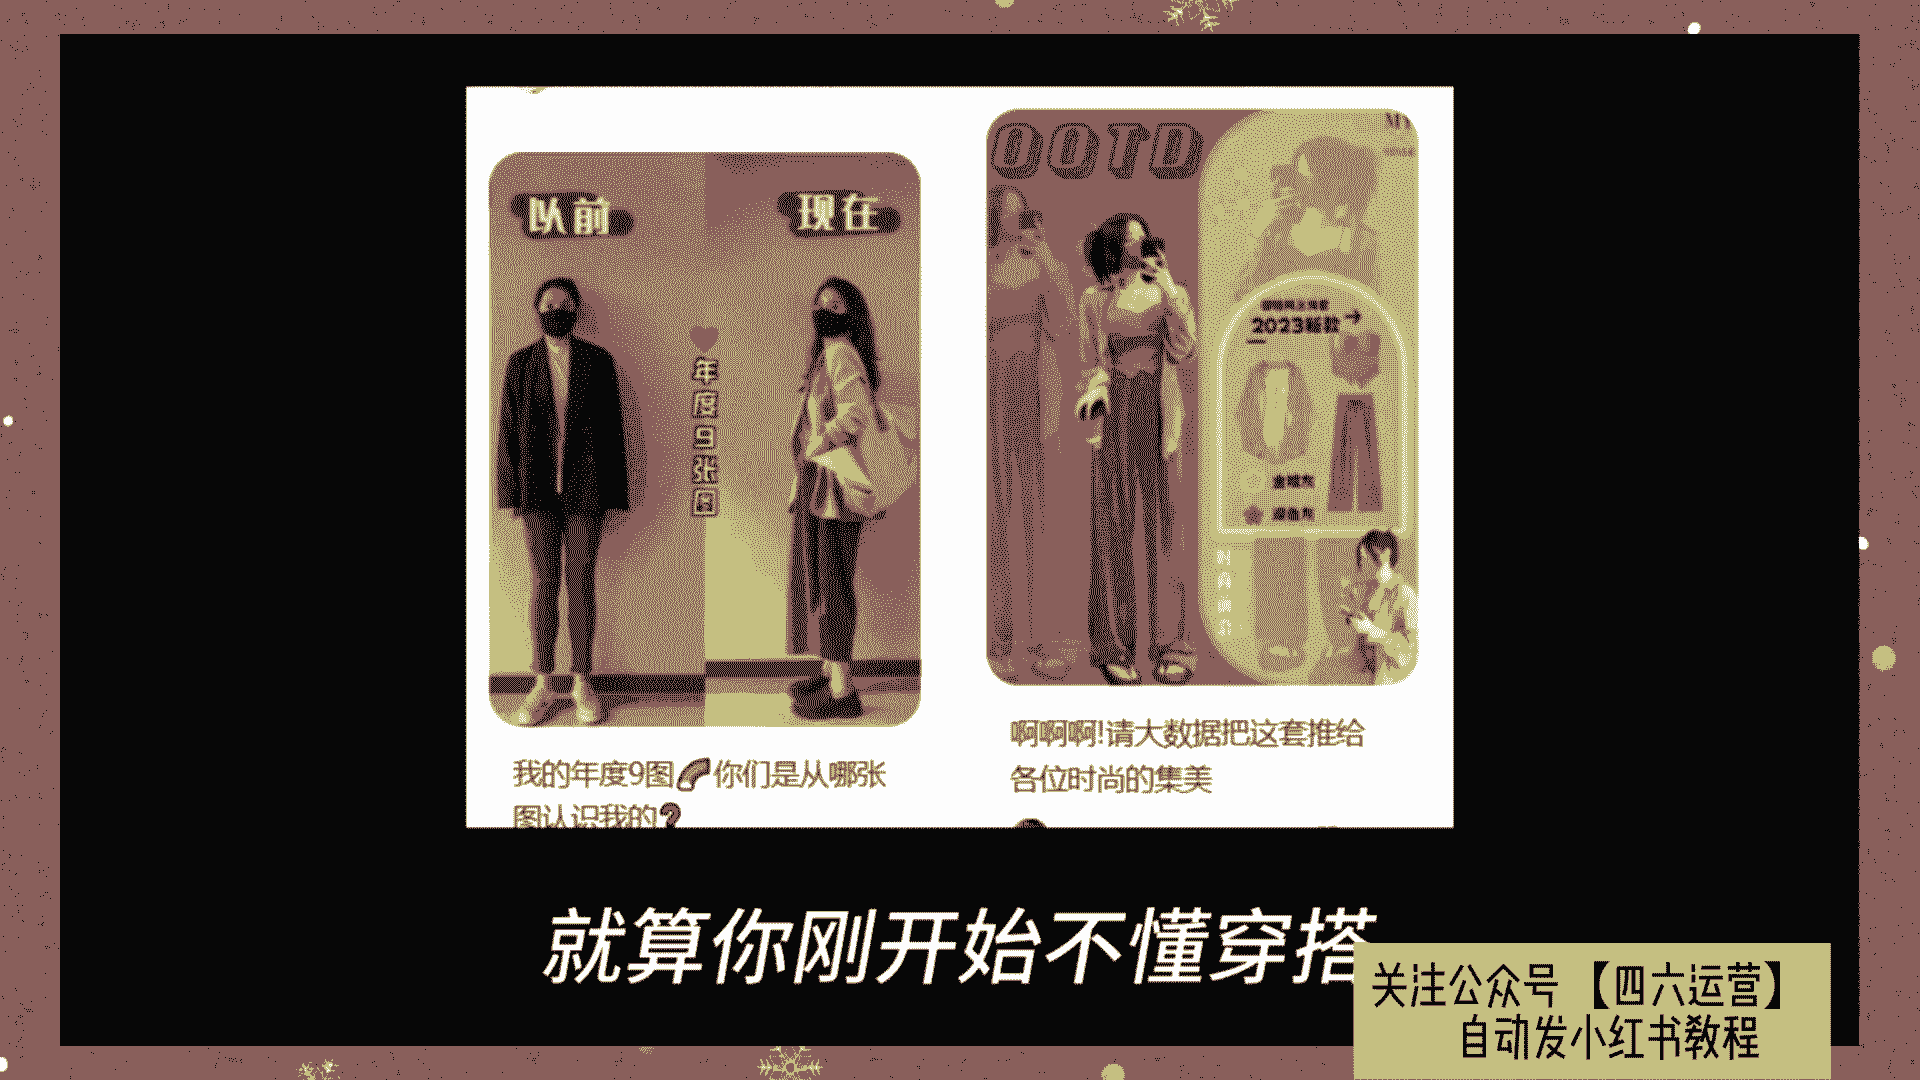 以前
现在
年度9张图
我的年度9图🌈你们是从哪张
图认识我的❓
OOTD
MY
2023新款→
啊啊啊!请大数据把这套推给
各位时尚的集美
就算你刚开始不懂穿搭
关注公众号【四六运营】
自动发小红书教程